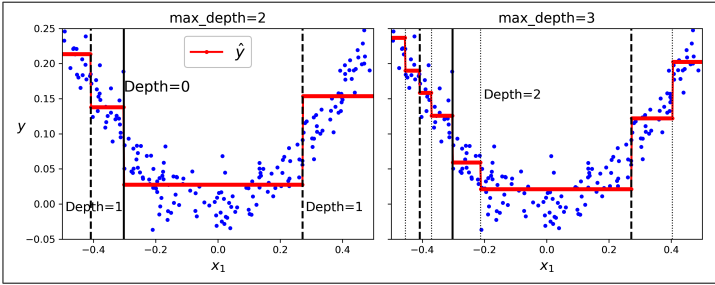 max_depth=2
max_depth=3
ŷ
Depth=0
Depth=1
Depth=1
Depth=2
y
0.25
0.20
0.15
0.10
0.05
0.00
−0.05
−0.4 −0.2 0.0 0.2 0.4
x₁
−0.4 −0.2 0.0 0.2 0.4
x₁